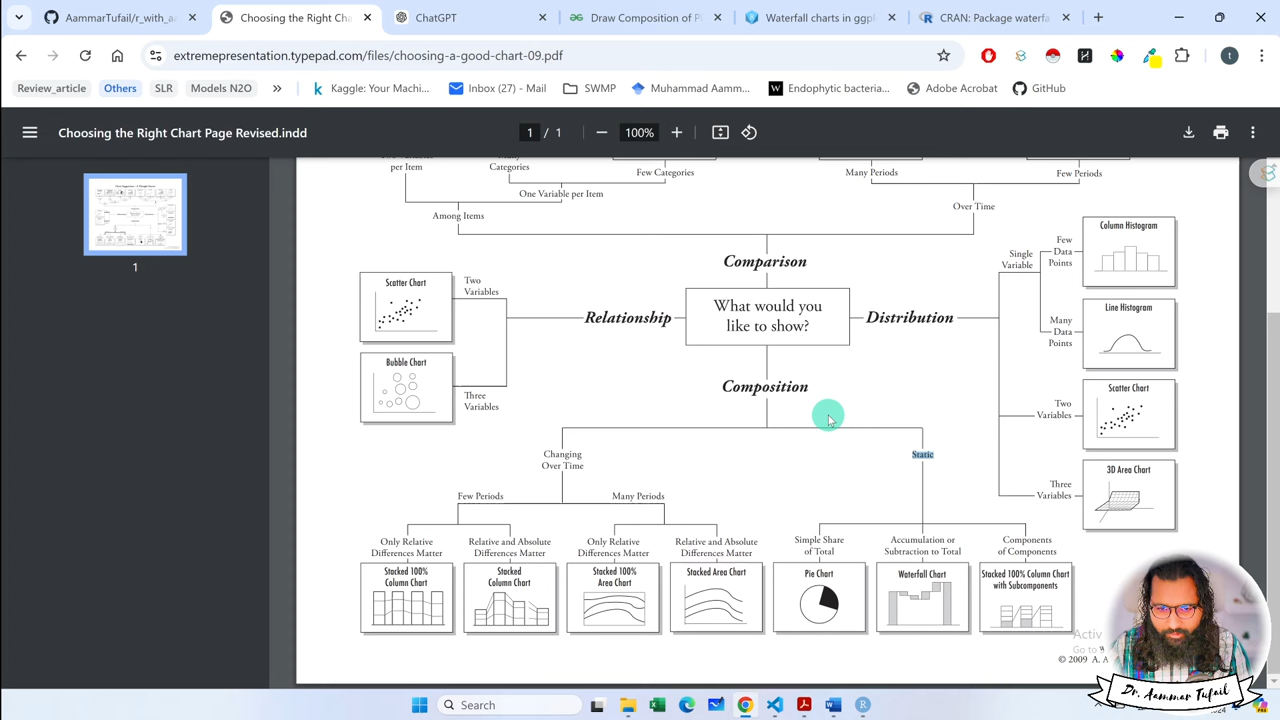 AammarTufail/r_with_aa
Choosing the Right Cha
ChatGPT
Draw Composition of P
Waterfall charts in ggpl
CRAN: Package waterfa
extremepresentation.typepad.com/files/choosing-a-good-chart-09.pdf
t
Review_article
Others
SLR
Models N2O
Kaggle: Your Machi...
Inbox (27) - Mail
SWMP
Muhammad Aamm...
Endophytic bacteria...
Adobe Acrobat
GitHub
Choosing the Right Chart Page Revised.indd
1 / 1
100%
1
per Item
Categories
Few Categories
Many Periods
Few Periods
One Variable per Item
Among Items
Over Time
Comparison
Relationship
What would you
like to show?
Distribution
Composition
Scatter Chart
Two
Variables
Bubble Chart
Three
Variables
Single
Variable
Few
Data
Points
Column Histogram
Many
Data
Points
Line Histogram
Two
Variables
Scatter Chart
Three
Variables
3D Area Chart
Changing
Over Time
Static
Few Periods
Many Periods
Only Relative
Differences Matter
Relative and Absolute
Differences Matter
Only Relative
Differences Matter
Relative and Absolute
Differences Matter
Simple Share
of Total
Accumulation or
Subtraction to Total
Components
of Components
Stacked 100%
Column Chart
Stacked
Column Chart
Stacked 100%
Area Chart
Stacked Area Chart
Pie Chart
Waterfall Chart
Stacked 100% Column Chart
with Subcomponents
Activ
Go to
© 2009 A. A
Dr. Aammar Tufail
Search